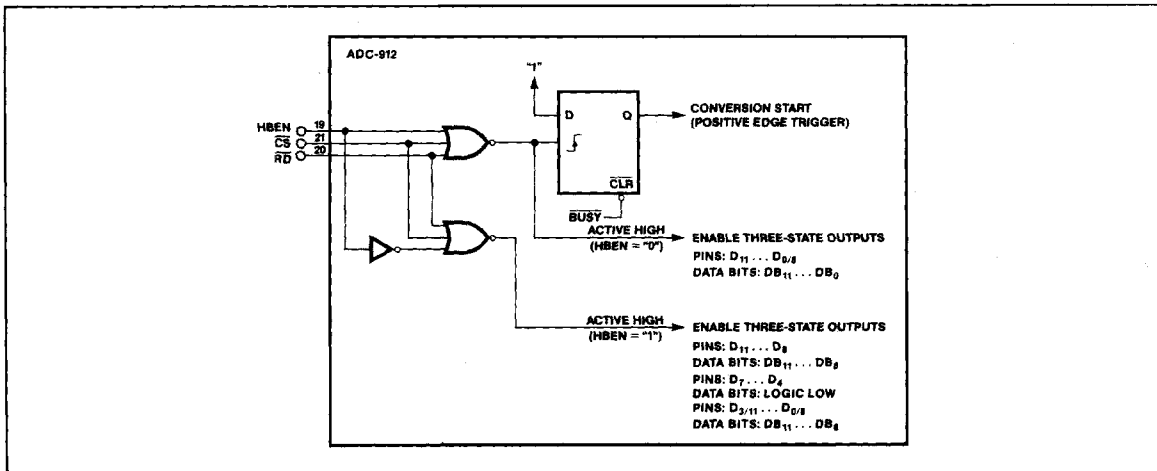 ADC-912
"1"
D Q
CONVERSION START
(POSITIVE EDGE TRIGGER)
HBEN 19
CS 21
RD 20
CLR
BUSY
ACTIVE HIGH
(HBEN = "0")
ENABLE THREE-STATE OUTPUTS
PINS: D11 ... D0/8
DATA BITS: DB11 ... DB0
ACTIVE HIGH
(HBEN = "1")
ENABLE THREE-STATE OUTPUTS
PINS: D11 ... D8
DATA BITS: DB11 ... DB8
PINS: D7 ... D4
DATA BITS: LOGIC LOW
PINS: D3/11 ... D0/8
DATA BITS: DB11 ... DB8